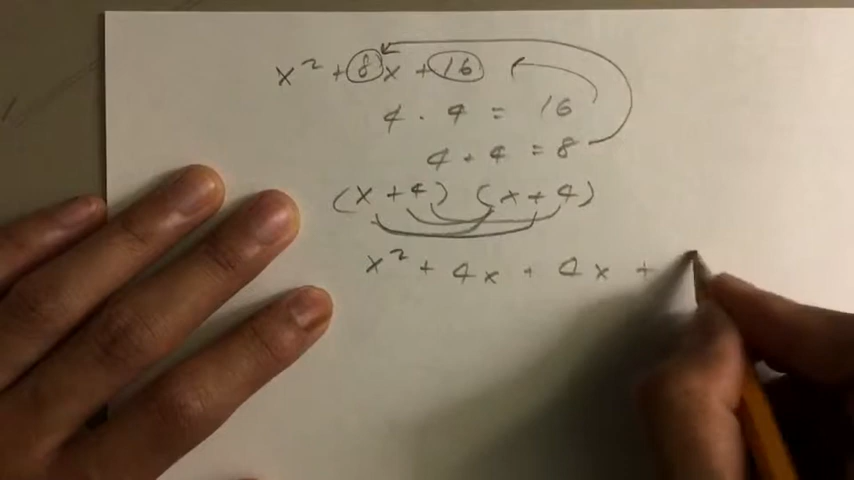 x² + 8x + 16
4 · 4 = 16
4 + 4 = 8
(x + 4) (x + 4)
x² + 4x + 4x +